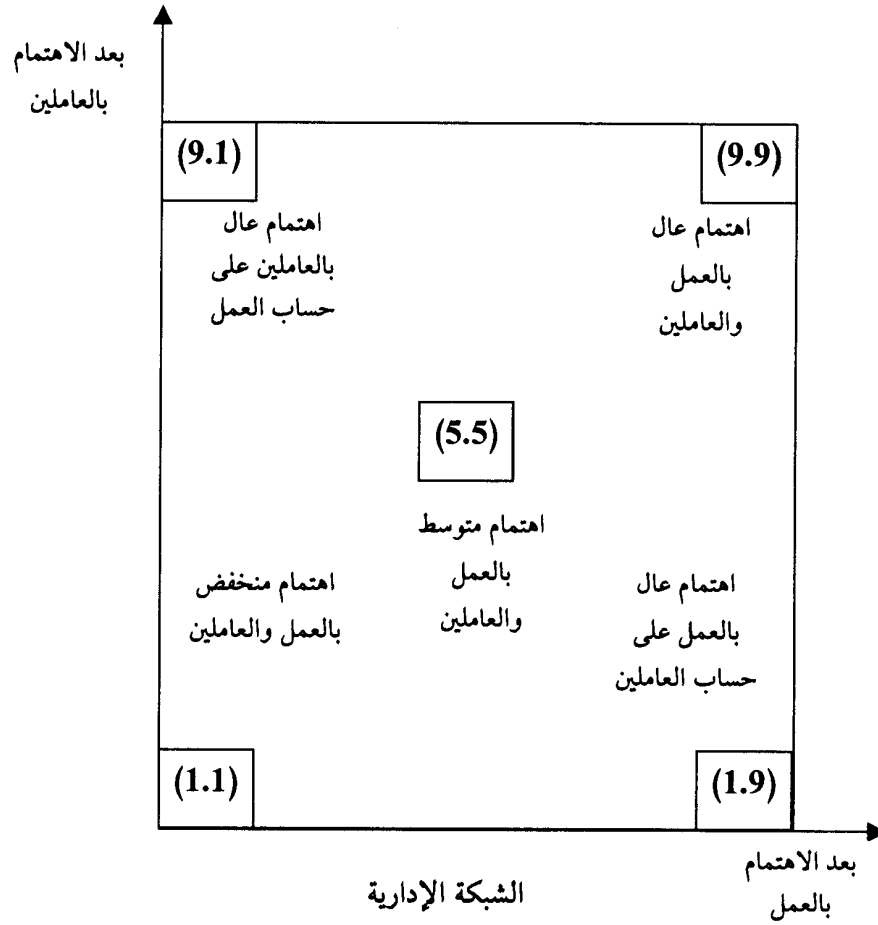 بعد الاهتمام
بالعاملين
(9.9)
(9.1)
اهتمام عال
بالعمل
والعاملين
اهتمام عال
بالعاملين على
حساب العمل
(5.5)
اهتمام متوسط
بالعمل
والعاملين
اهتمام عال
بالعمل على
حساب العاملين
اهتمام منخفض
بالعمل والعاملين
(1.9)
(1.1)
بعد الاهتمام
بالعمل
الشبكة الإدارية